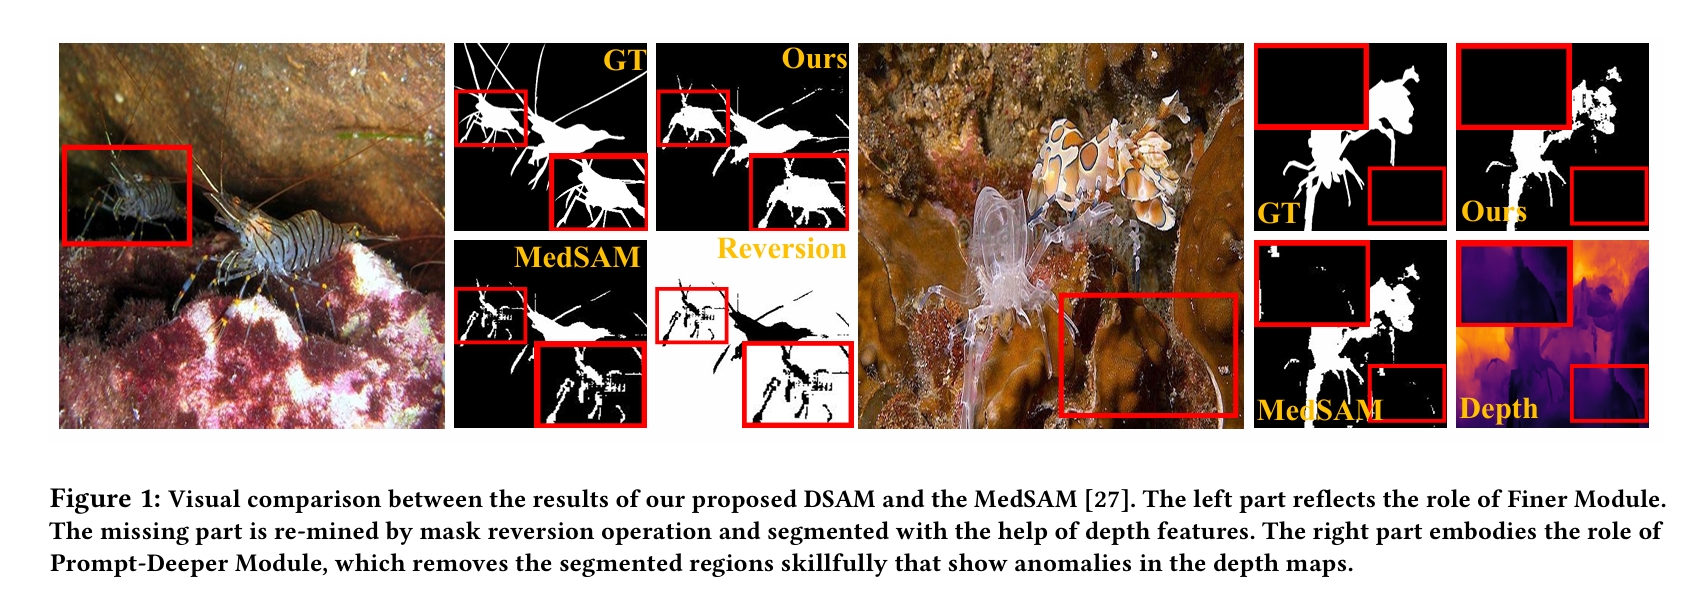 GT
Ours
MedSAM
Reversion
GT
Ours
MedSAM
Depth
Figure 1: Visual comparison between the results of our proposed DSAM and the MedSAM [27]. The left part reflects the role of Finer Module.
The missing part is re-mined by mask reversion operation and segmented with the help of depth features. The right part embodies the role of
Prompt-Deeper Module, which removes the segmented regions skillfully that show anomalies in the depth maps.